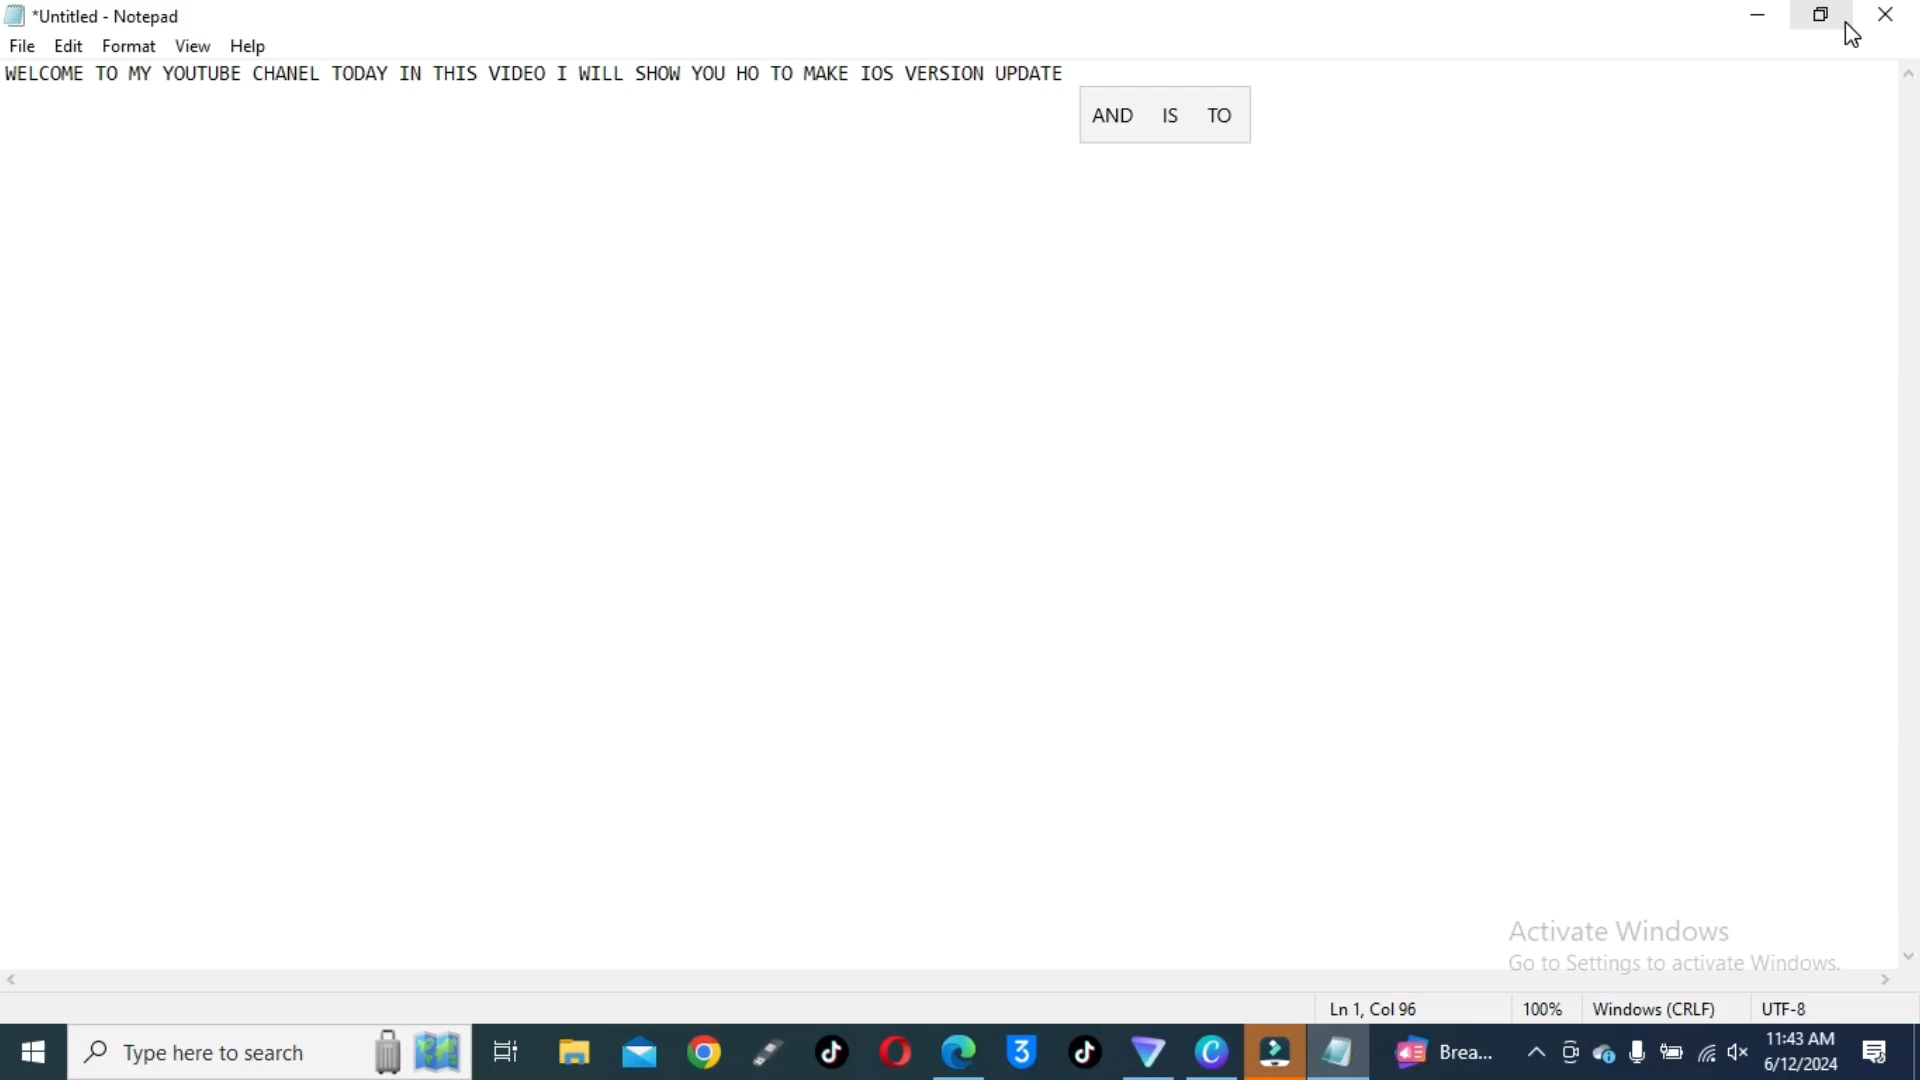 *Untitled - Notepad
File Edit Format View Help
WELCOME TO MY YOUTUBE CHANEL TODAY IN THIS VIDEO I WILL SHOW YOU HO TO MAKE IOS VERSION UPDATE
AND IS TO
Activate Windows
Go to Settings to activate Windows.
Ln 1, Col 96 100% Windows (CRLF) UTF-8
Type here to search 3 Brea... 11:43 AM
6/12/2024